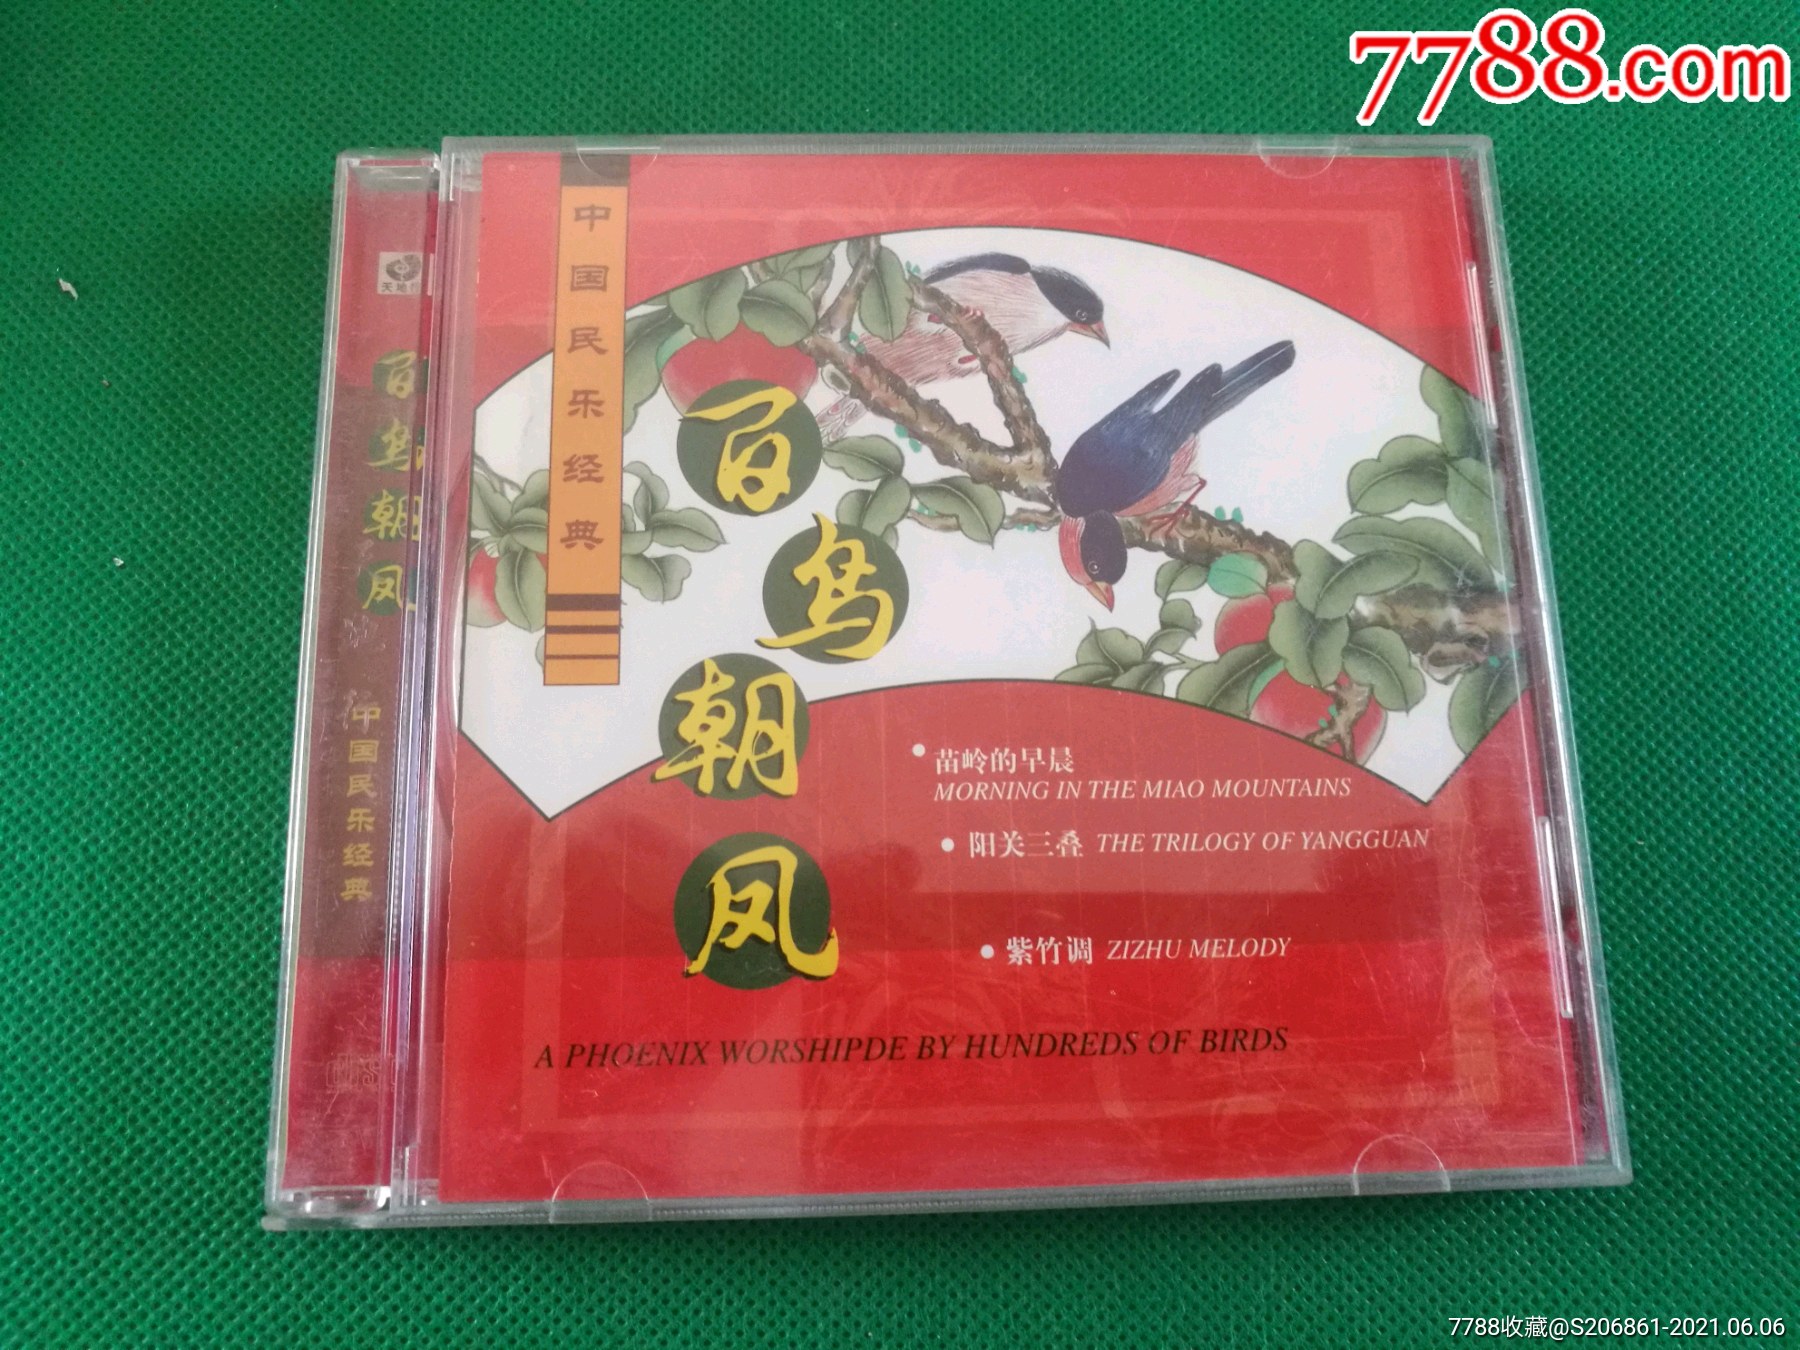 7788.com
中国民乐经典
百鸟朝凤
苗岭的早晨
MORNING IN THE MIAO MOUNTAINS
阳关三叠 THE TRILOGY OF YANGGUAN
紫竹调 ZIZHU MELODY
A PHOENIX WORSHIPDE BY HUNDREDS OF BIRDS
天地
百鸟朝凤
中国民乐经典
7788收藏@S206861-2021.06.06